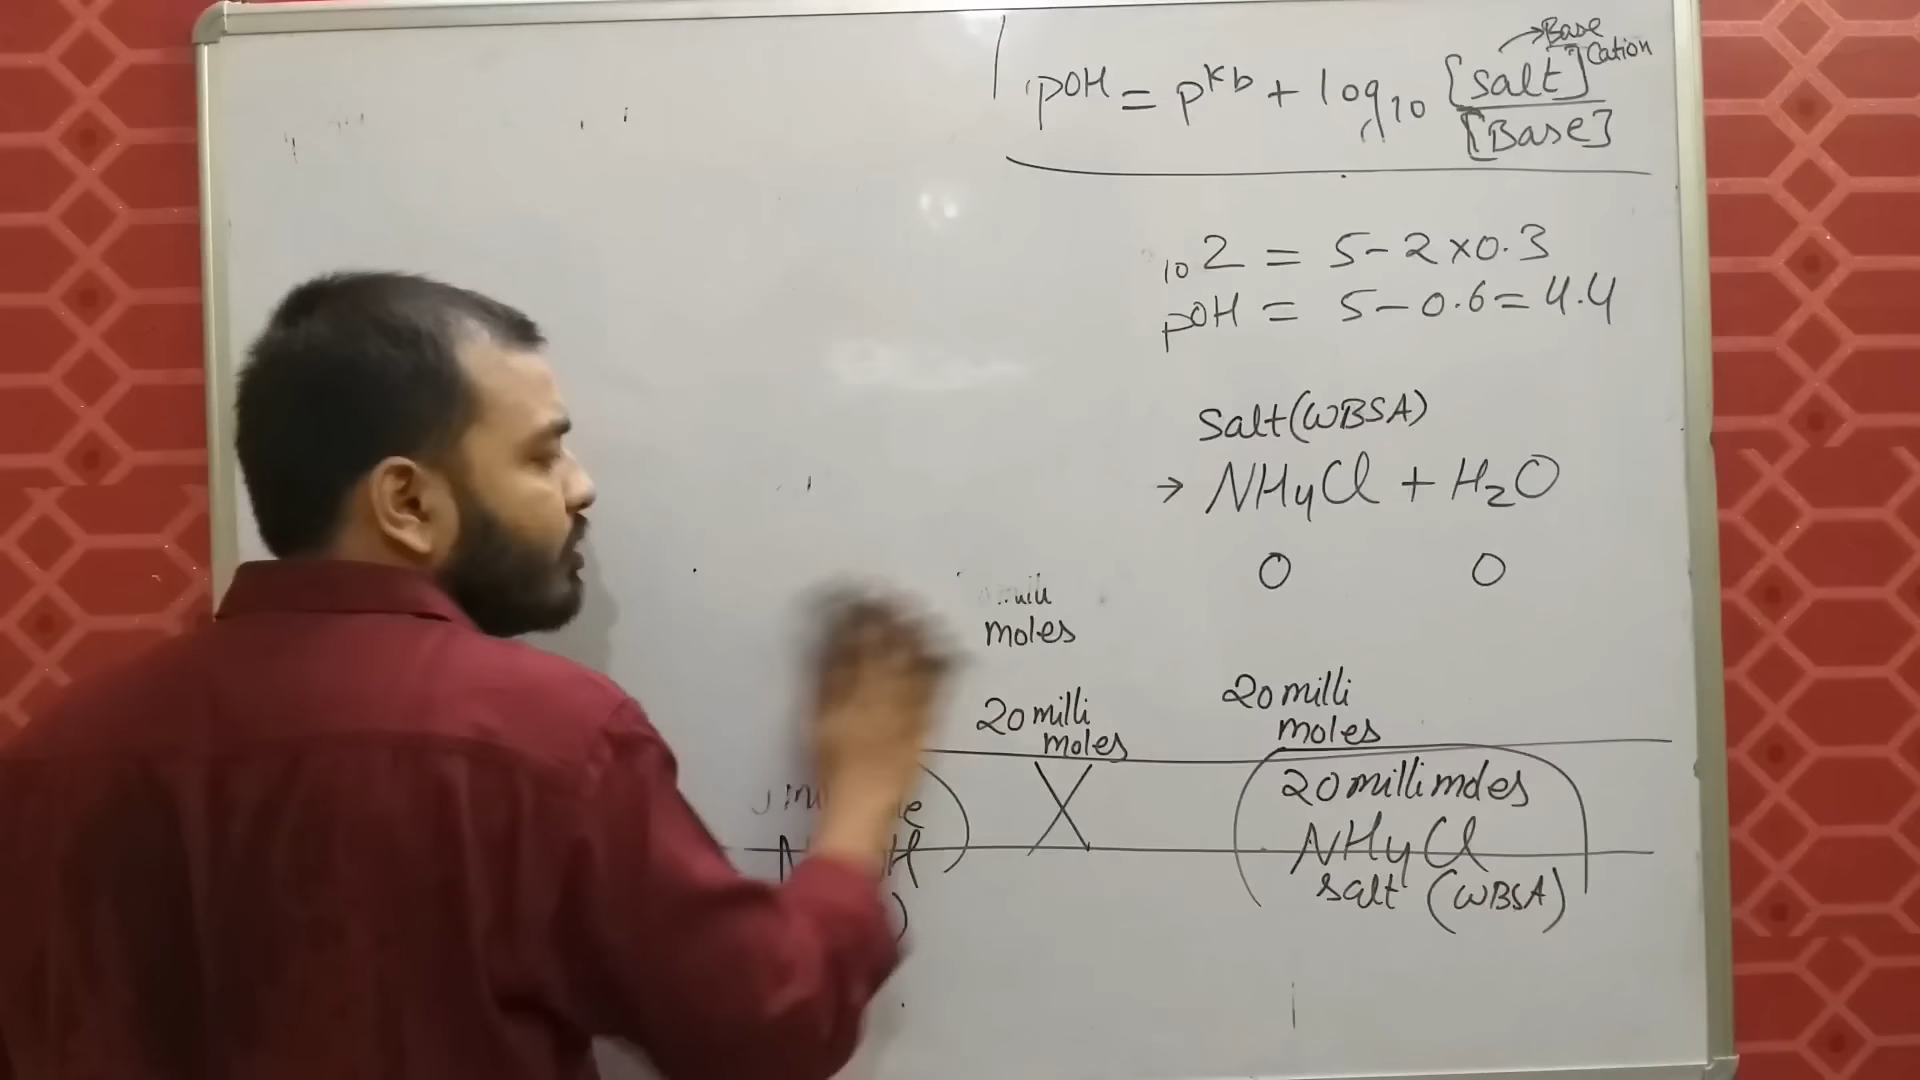 pOH = pKb + log10 [salt] / [Base]
→Base Cation
10 2 = 5-2×0.3
pOH = 5-0.6=4.4
Salt(WBSA)
→ NH4Cl + H2O
0 0
moles
20 milli moles
20 milli moles
20 millimoles
NH4Cl
salt (WBSA)